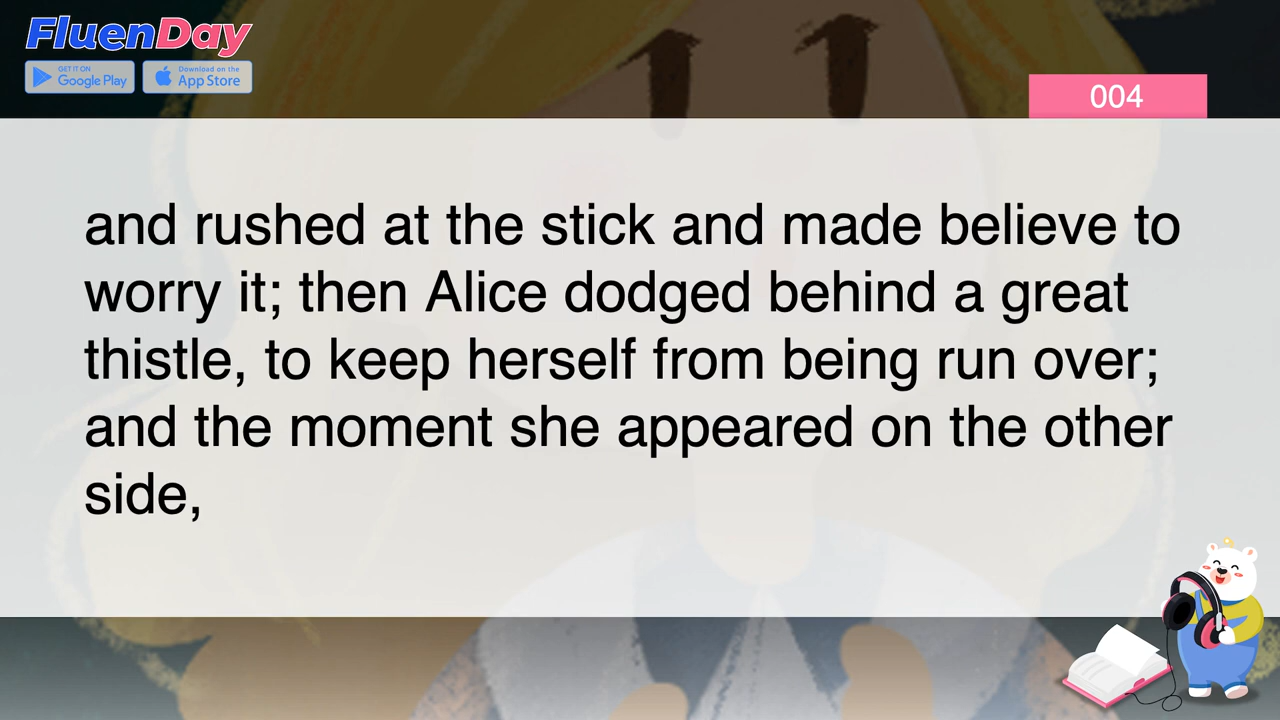 FluenDay
GET IT ON
Google Play
Download on the
App Store
004
and rushed at the stick and made believe to
worry it; then Alice dodged behind a great
thistle, to keep herself from being run over;
and the moment she appeared on the other
side,